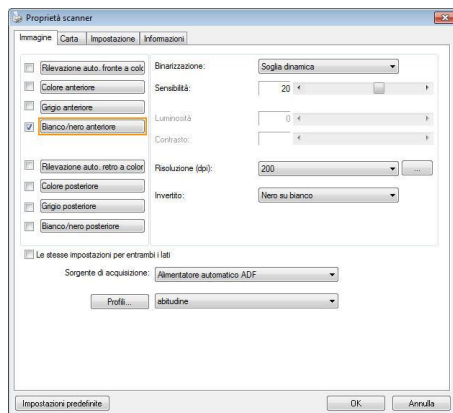 Proprietà scanner
Immagine Carta Impostazione Informazioni
Rilevazione auto. fronte a colo
Colore anteriore
Grigio anteriore
Bianco/nero anteriore
Rilevazione auto. retro a color
Colore posteriore
Grigio posteriore
Bianco/nero posteriore
Binarizzazione: Soglia dinamica
Sensibilità: 20
Luminosità 0
Contrasto:
Risoluzione (dpi): 200 ...
Invertito: Nero su bianco
Le stesse impostazioni per entrambi i lati
Sorgente di acquisizione: Alimentatore automatico ADF
Profili... abitudine
Impostazioni predefinite OK Annulla